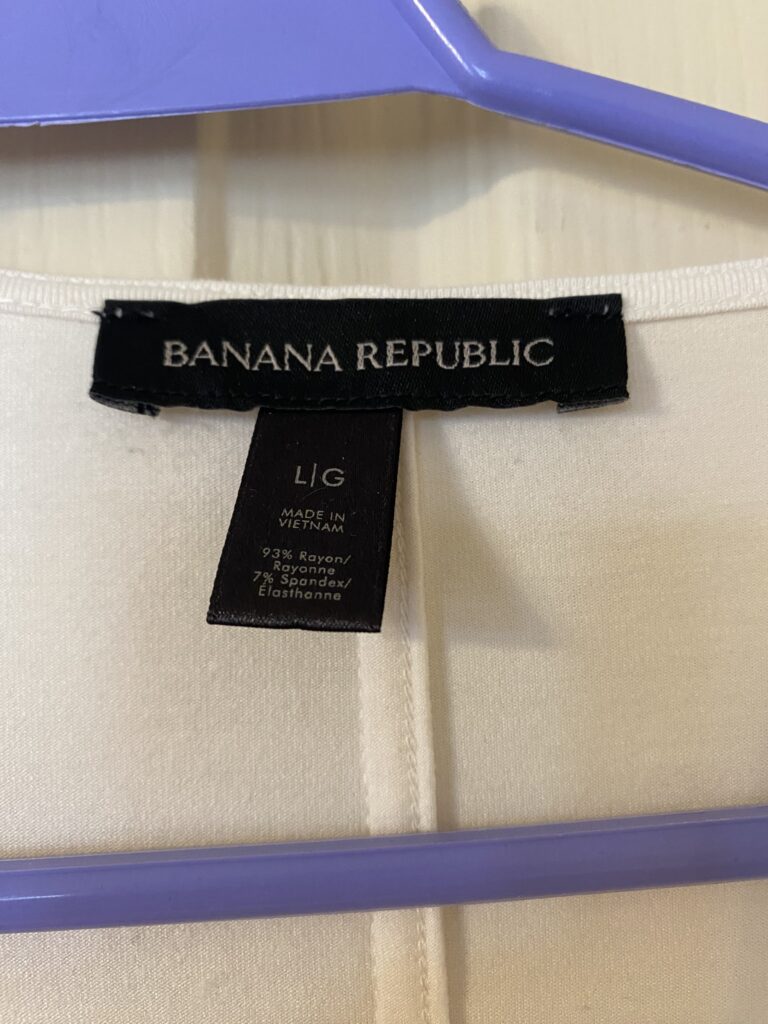 BANANA REPUBLIC
L|G
MADE IN
VIETNAM
93% Rayon/
Rayonne
7% Spandex/
Élasthanne